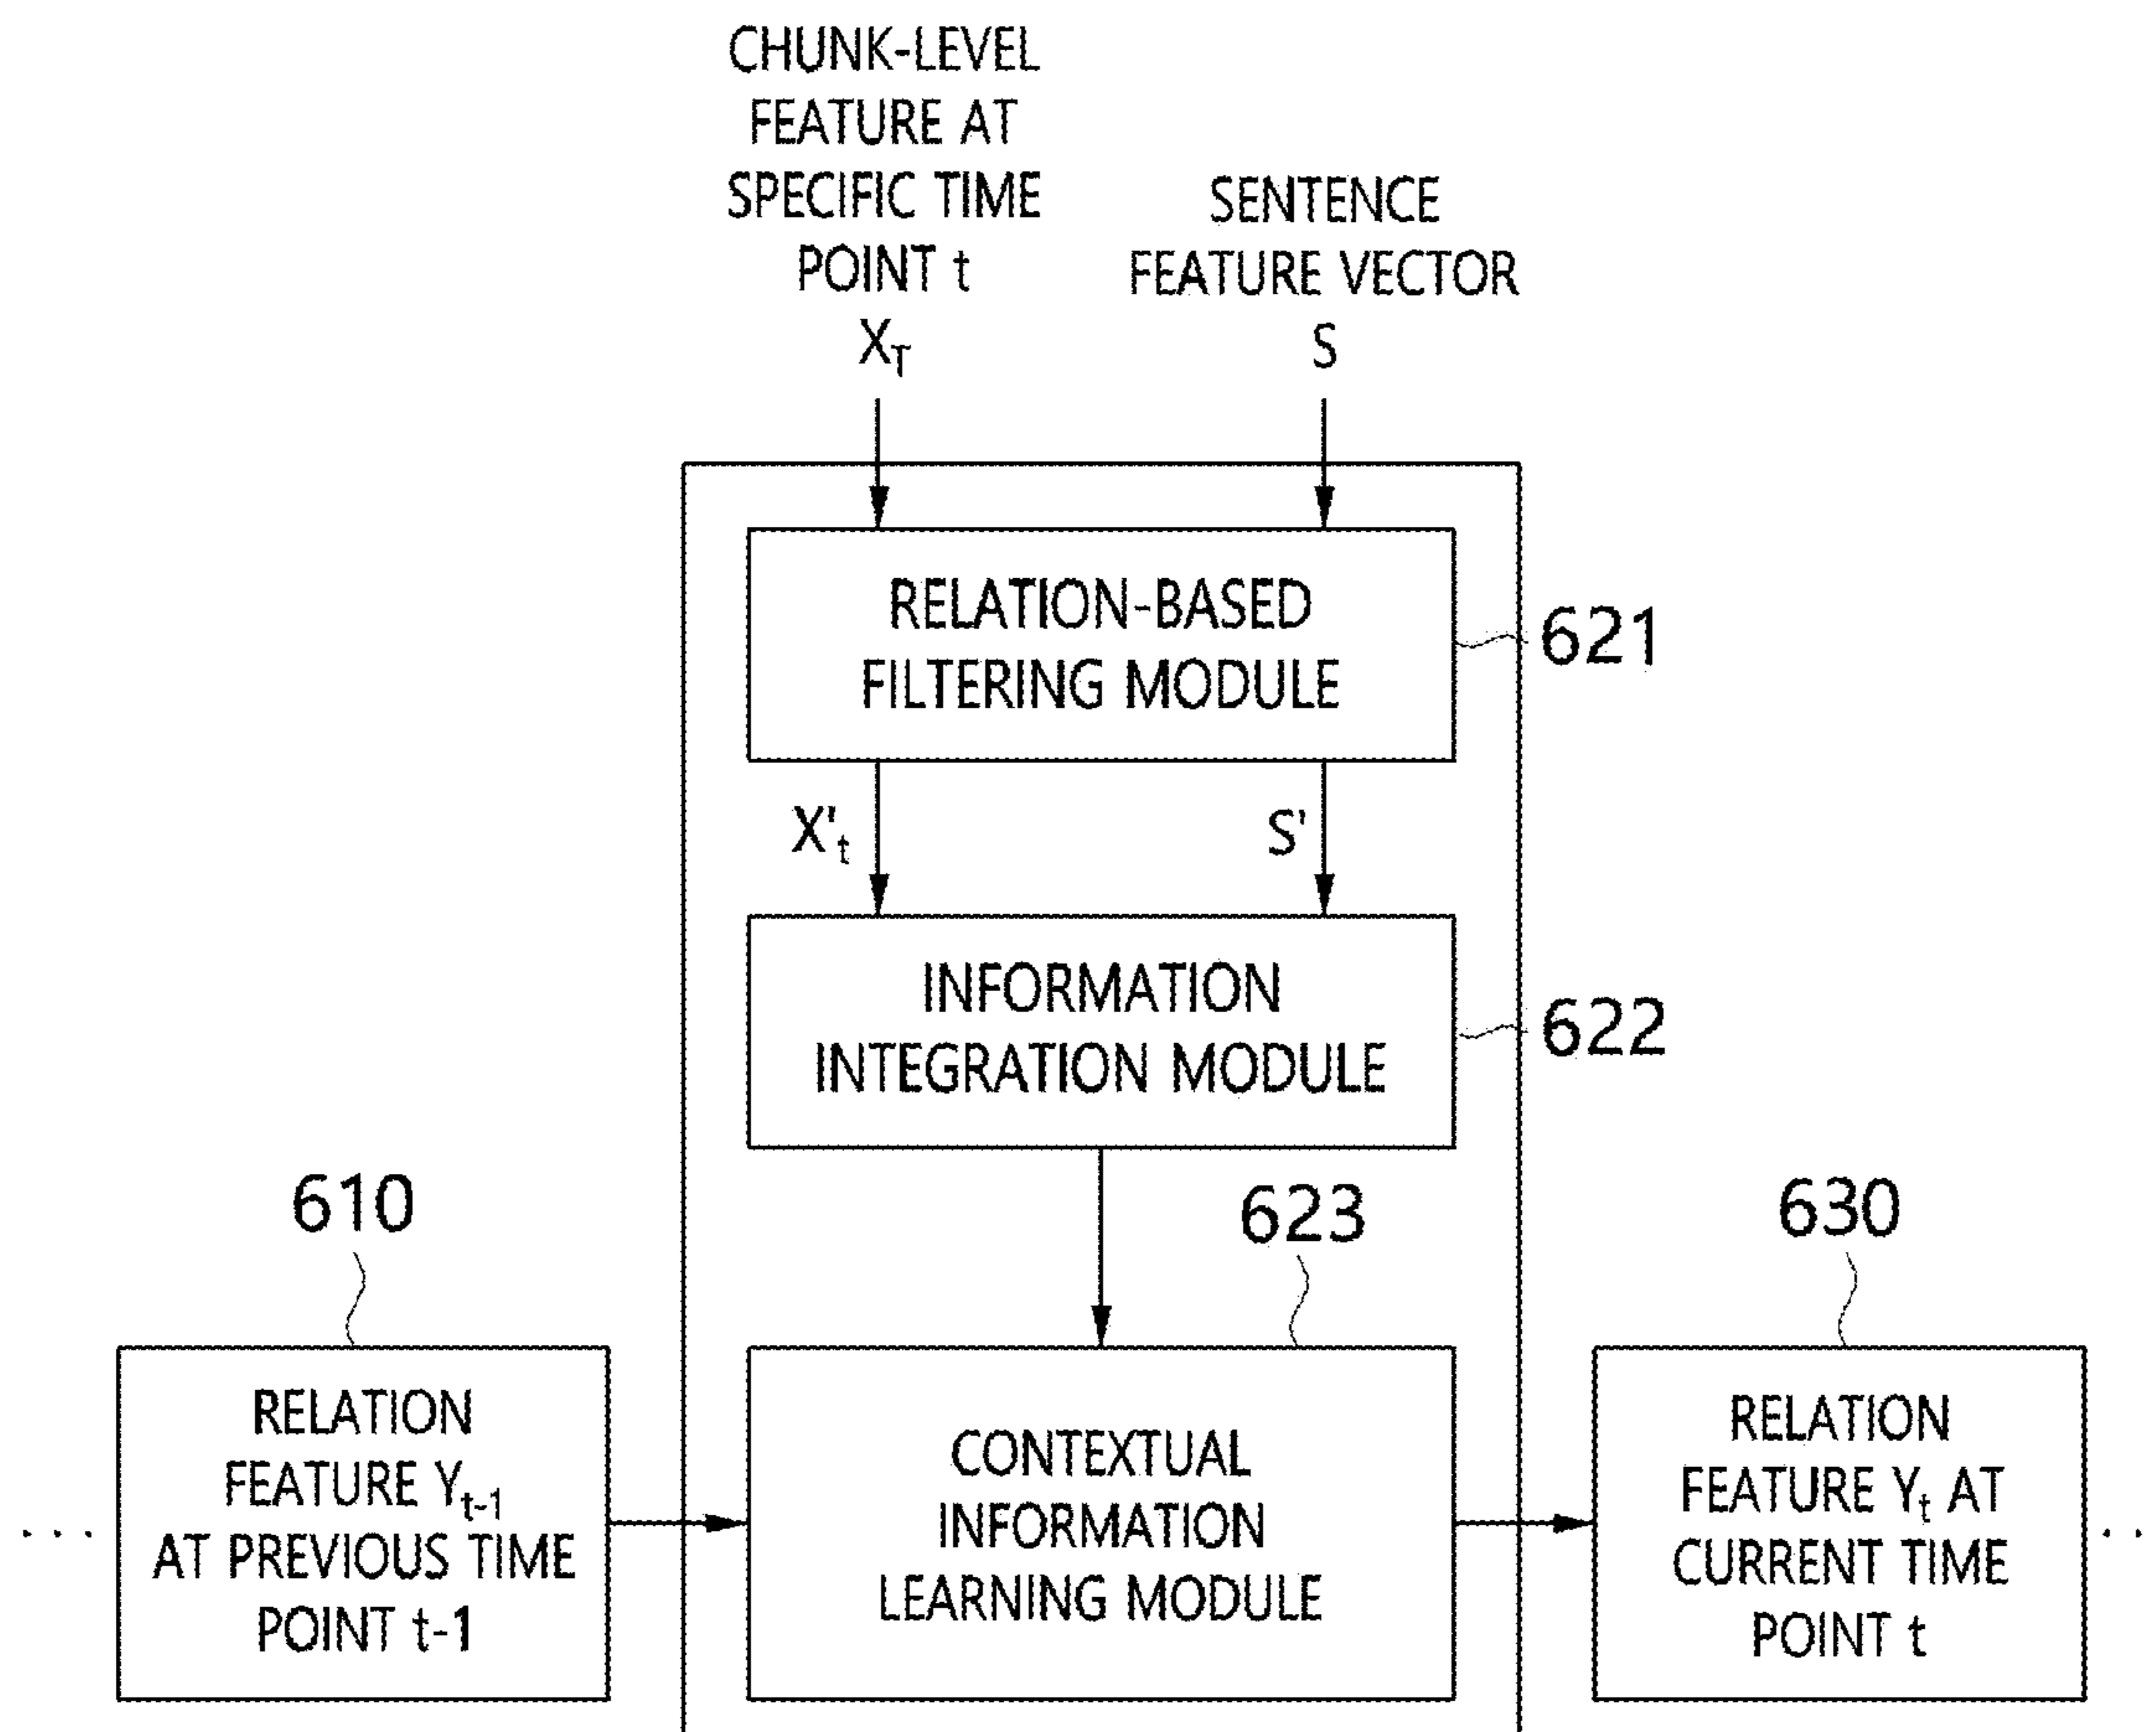 CHUNK-LEVEL
FEATURE AT
SPECIFIC TIME
POINT t
X_T
SENTENCE
FEATURE VECTOR
S
RELATION-BASED
FILTERING MODULE
621
X'_t
S'
INFORMATION
INTEGRATION MODULE
622
610
623
630
RELATION
FEATURE Y_t-1
AT PREVIOUS TIME
POINT t-1
CONTEXTUAL
INFORMATION
LEARNING MODULE
RELATION
FEATURE Y_t AT
CURRENT TIME
POINT t
. . .
. .